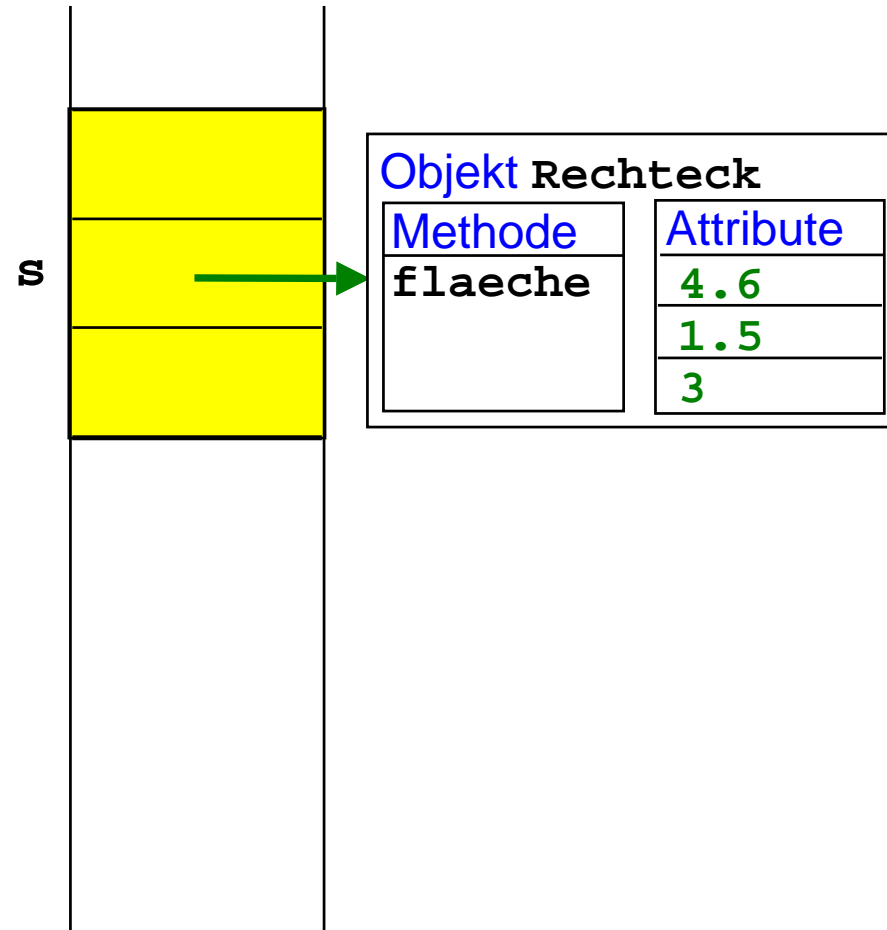 Objekt Rechteck
Methode
Attribute
s
flaeche
4.6
1.5
3